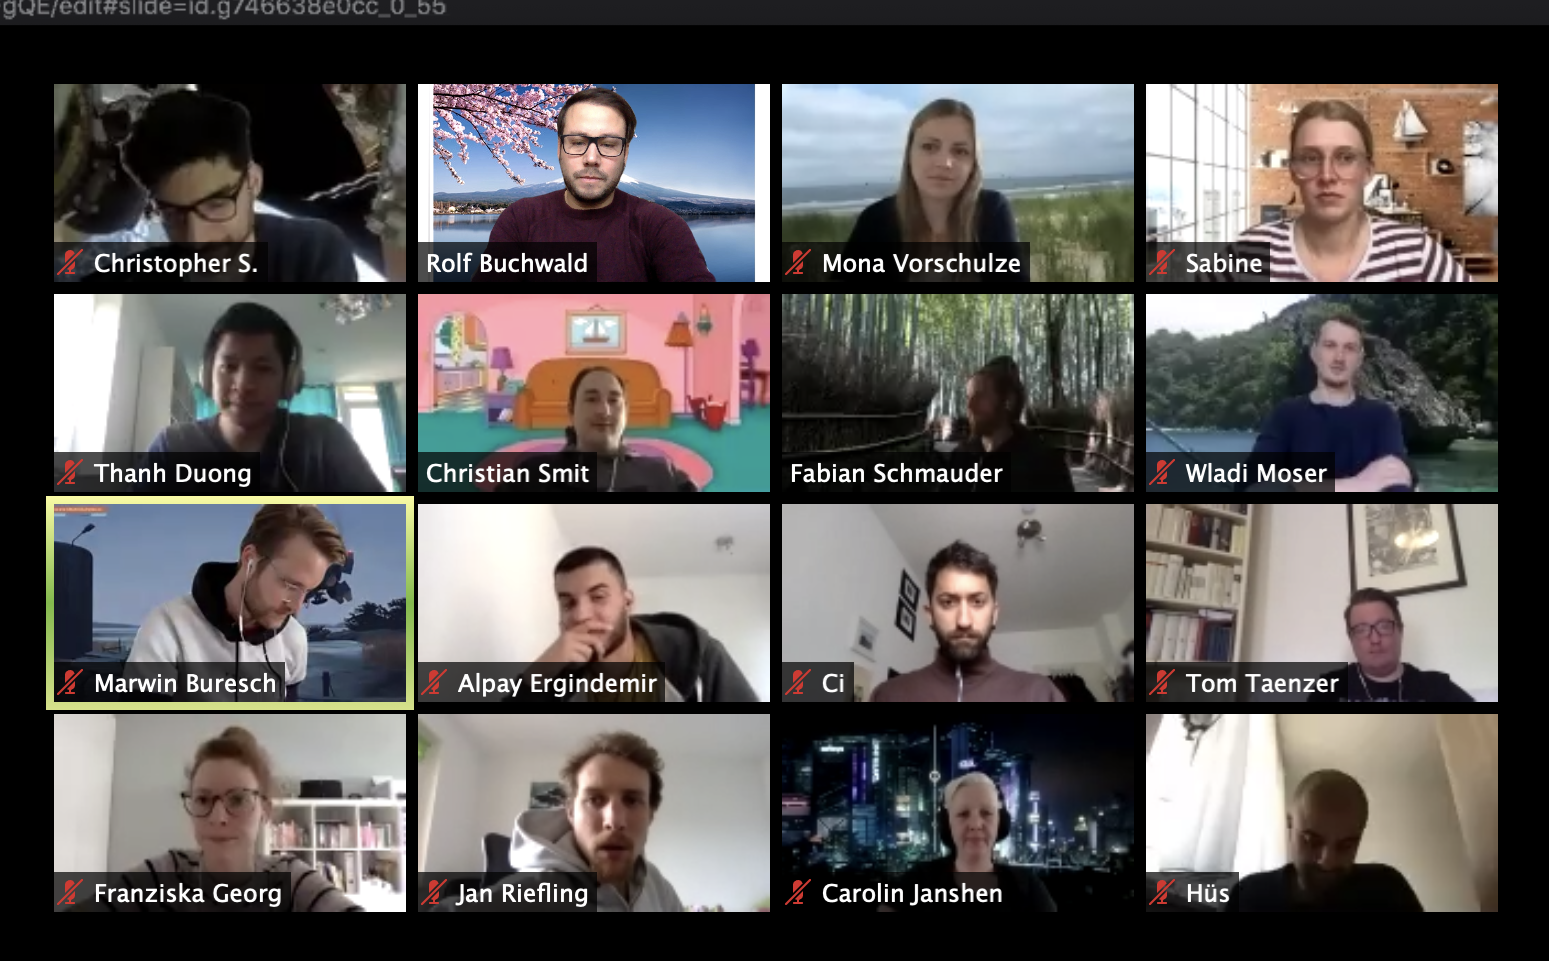 gQE/edit#slide=id.g746638e0cc_0_55
Christopher S.
Rolf Buchwald
Mona Vorschulze
Sabine
Thanh Duong
Christian Smit
Fabian Schmauder
Wladi Moser
Marwin Buresch
Alpay Ergindemir
Ci
Tom Taenzer
Franziska Georg
Jan Riefling
Carolin Janshen
Hüs